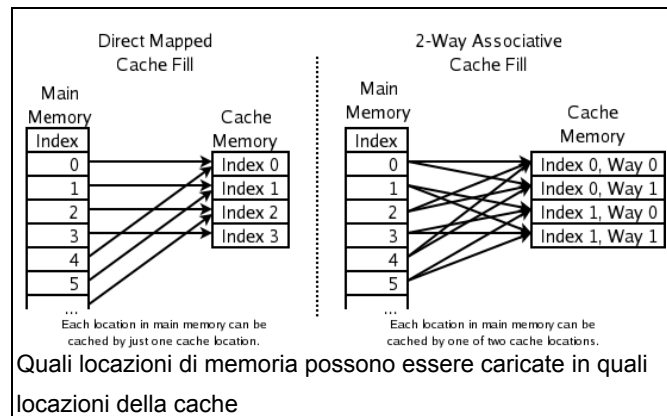 Direct Mapped
Cache Fill
Main
Memory
Index
0
1
2
3
4
5
...
Cache
Memory
Index 0
Index 1
Index 2
Index 3
Each location in main memory can be
cached by just one cache location.
2-Way Associative
Cache Fill
Main
Memory
Index
0
1
2
3
4
5
...
Cache
Memory
Index 0, Way 0
Index 0, Way 1
Index 1, Way 0
Index 1, Way 1
Each location in main memory can be
cached by one of two cache locations.
Quali locazioni di memoria possono essere caricate in quali
locazioni della cache